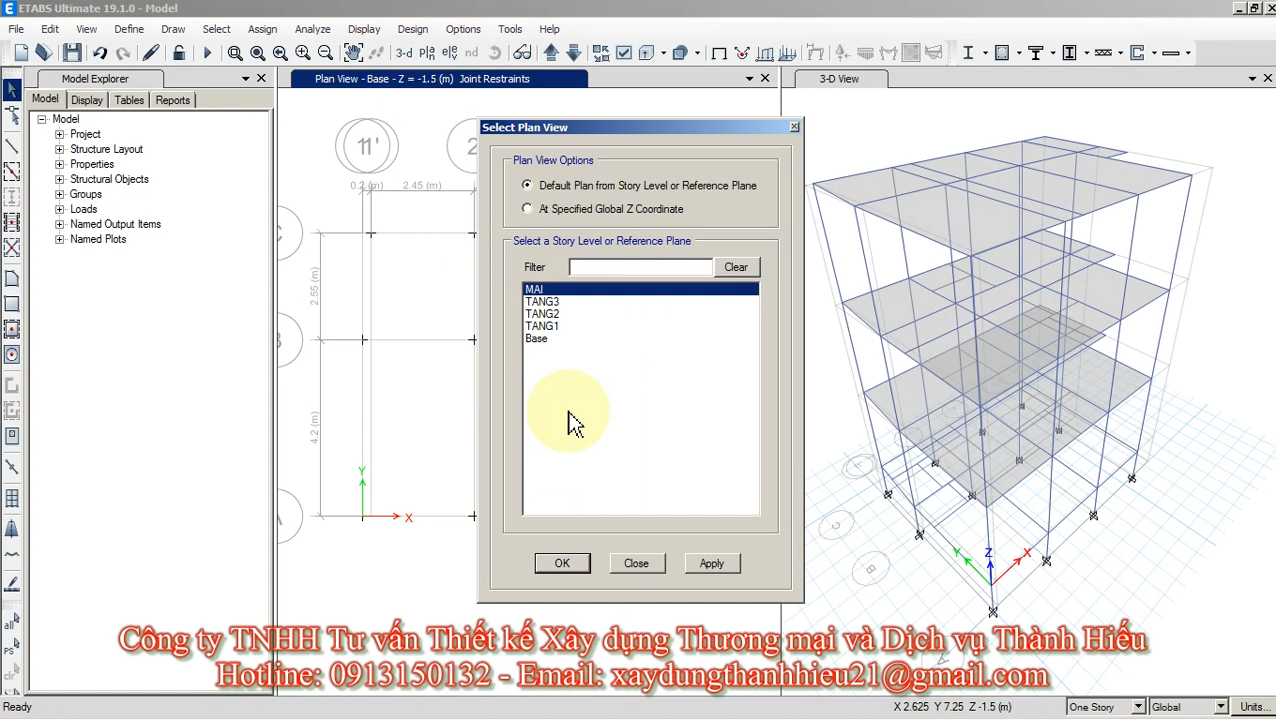 ETABS Ultimate 19.1.0 - Model
File Edit View Define Draw Select Assign Analyze Display Design Options Tools Help
3-d
Model Explorer
Plan View - Base - Z = -1.5 (m) Joint Restraints
3-D View
Model Display Tables Reports
Model
Project
Structure Layout
Properties
Structural Objects
Groups
Loads
Named Output Items
Named Plots
11'
2
0.2 (m) 2.45 (m)
C
2.55 (m)
B
4.2 (m)
A
Y
X
Select Plan View
Plan View Options
Default Plan from Story Level or Reference Plane
At Specified Global Z Coordinate
Select a Story Level or Reference Plane
Filter
Clear
MAI
TANG3
TANG2
TANG1
Base
OK Close Apply
C
B
A
Y Z X
all
PS
clr
Công ty TNHH Tư vấn Thiết kế Xây dựng Thương mại và Dịch vụ Thành Hiếu
Hotline: 0913150132 - Email: xaydungthanhhieu21@gmail.com
Ready
X 2.625 Y 7.25 Z -1.5 (m)
One Story
Global
Units...